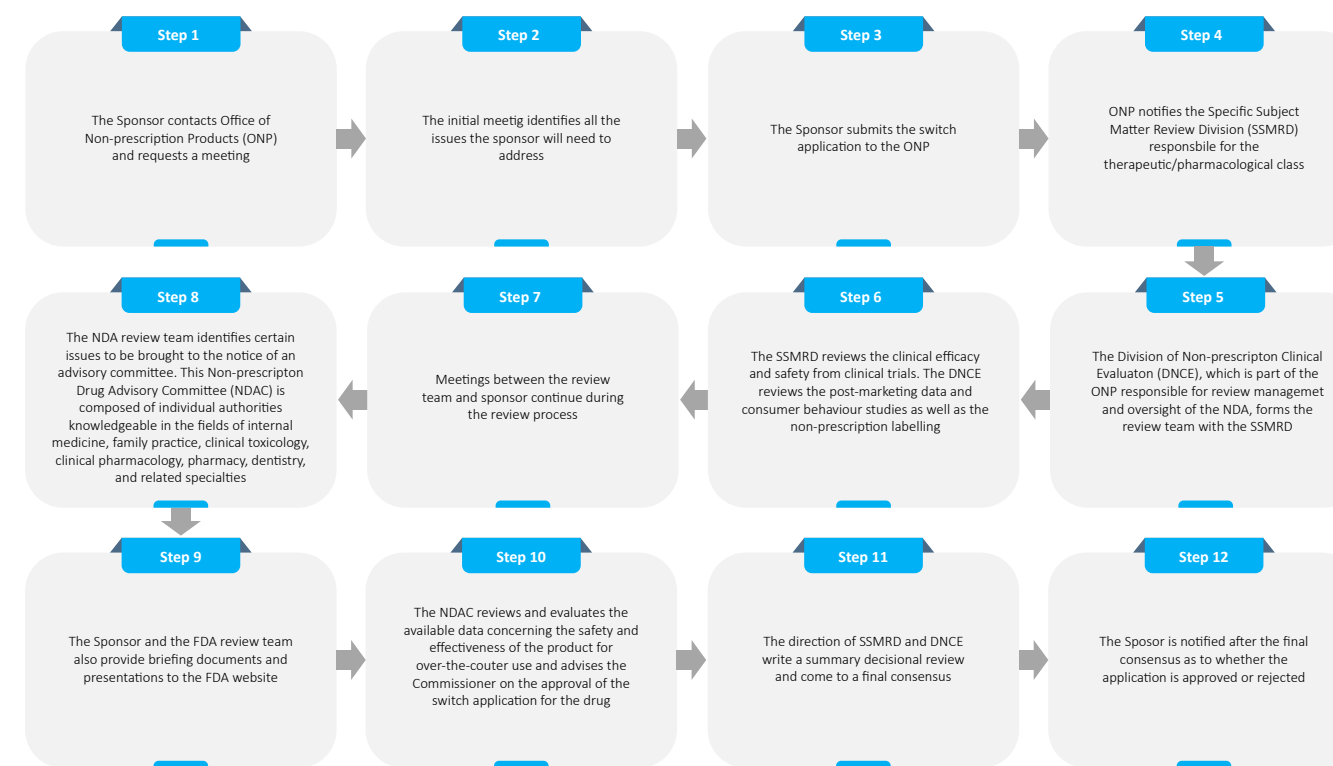 Step 1
The Sponsor contacts Office of
Non-prescription Products (ONP)
and requests a meeting
Step 2
The initial meetig identifies all the
issues the sponsor will need to
address
Step 3
The Sponsor submits the switch
application to the ONP
Step 4
ONP notifies the Specific Subject
Matter Review Division (SSMRD)
responsbile for the
therapeutic/pharmacological class
Step 5
The Division of Non-prescripton Clinical
Evaluaton (DNCE), which is part of the
ONP responsible for review managemet
and oversight of the NDA, forms the
review team with the SSMRD
Step 6
The SSMRD reviews the clinical efficacy
and safety from clinical trials. The DNCE
reviews the post-marketing data and
consumer behaviour studies as well as the
non-prescription labelling
Step 7
Meetings between the review
team and sponsor continue during
the review process
Step 8
The NDA review team identifies certain
issues to be brought to the notice of an
advisory committee. This Non-prescripton
Drug Advisory Committee (NDAC) is
composed of individual authorities
knowledgeable in the fields of internal
medicine, family practice, clinical toxicology,
clinical pharmacology, pharmacy, dentistry,
and related specialties
Step 9
The Sponsor and the FDA review team
also provide briefing documents and
presentations to the FDA website
Step 10
The NDAC reviews and evaluates the
available data concerning the safety and
effectiveness of the product for
over-the-couter use and advises the
Commissioner on the approval of the
switch application for the drug
Step 11
The direction of SSMRD and DNCE
write a summary decisional review
and come to a final consensus
Step 12
The Sposor is notified after the final
consensus as to whether the
application is approved or rejected